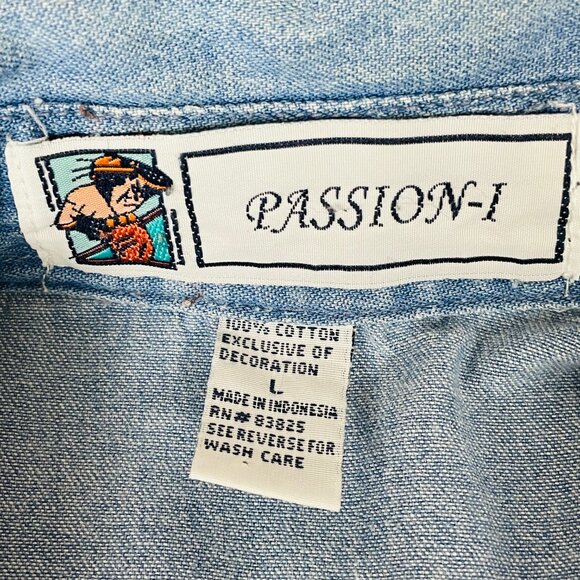 PASSION-I
100% COTTON
EXCLUSIVE OF
DECORATION
L
MADE IN INDONESIA
RN# 83825
SEE REVERSE FOR
WASH CARE